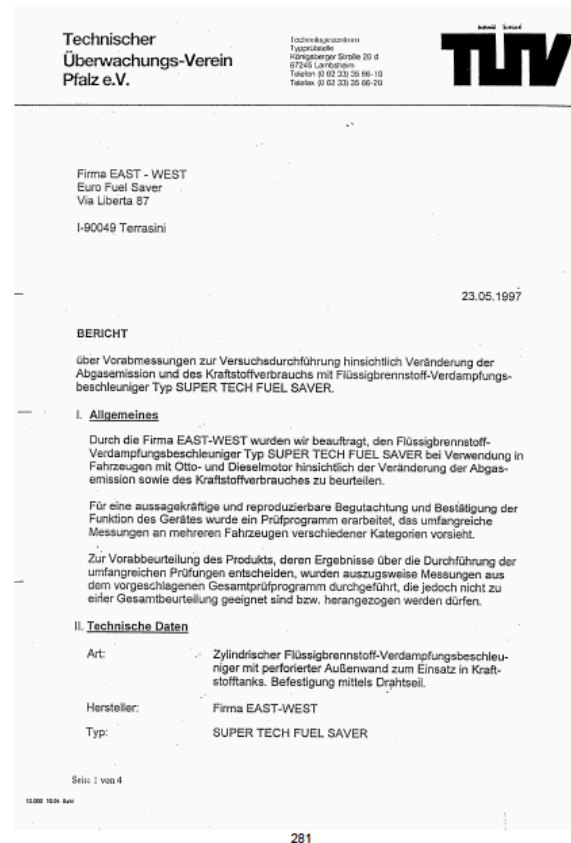 Technischer
Überwachungs-Verein
Pfalz e.V.
Technologiezentrum
Typprüfstelle
Königsberger Straße 20 d
67245 Lambsheim
Telefon (0 62 33) 35 66-10
Telefax (0 62 33) 35 66-20
TÜV
Firma EAST - WEST
Euro Fuel Saver
Via Liberta 87
I-90049 Terrasini
23.05.1997
BERICHT
über Vorabmessungen zur Versuchsdurchführung hinsichtlich Veränderung der
Abgasemission und des Kraftstoffverbrauchs mit Flüssigbrennstoff-Verdampfungs-
beschleuniger Typ SUPER TECH FUEL SAVER.
I. Allgemeines
Durch die Firma EAST-WEST wurden wir beauftragt, den Flüssigbrennstoff-
Verdampfungsbeschleuniger Typ SUPER TECH FUEL SAVER bei Verwendung in
Fahrzeugen mit Otto- und Dieselmotor hinsichtlich der Veränderung der Abgas-
emission sowie des Kraftstoffverbrauches zu beurteilen.
Für eine aussagekräftige und reproduzierbare Begutachtung und Bestätigung der
Funktion des Gerätes wurde ein Prüfprogramm erarbeitet, das umfangreiche
Messungen an mehreren Fahrzeugen verschiedener Kategorien vorsieht.
Zur Vorabbeurteilung des Produkts, deren Ergebnisse über die Durchführung der
umfangreichen Prüfungen entscheiden, wurden auszugsweise Messungen aus
dem vorgeschlagenen Gesamtprüfprogramm durchgeführt, die jedoch nicht zu
einer Gesamtbeurteilung geeignet sind bzw. herangezogen werden dürfen.
II. Technische Daten
Art: Zylindrischer Flüssigbrennstoff-Verdampfungsbeschleu-
niger mit perforierter Außenwand zum Einsatz in Kraft-
stofftanks. Befestigung mittels Drahtseil.
Hersteller: Firma EAST-WEST
Typ: SUPER TECH FUEL SAVER
Seite 1 von 4
281